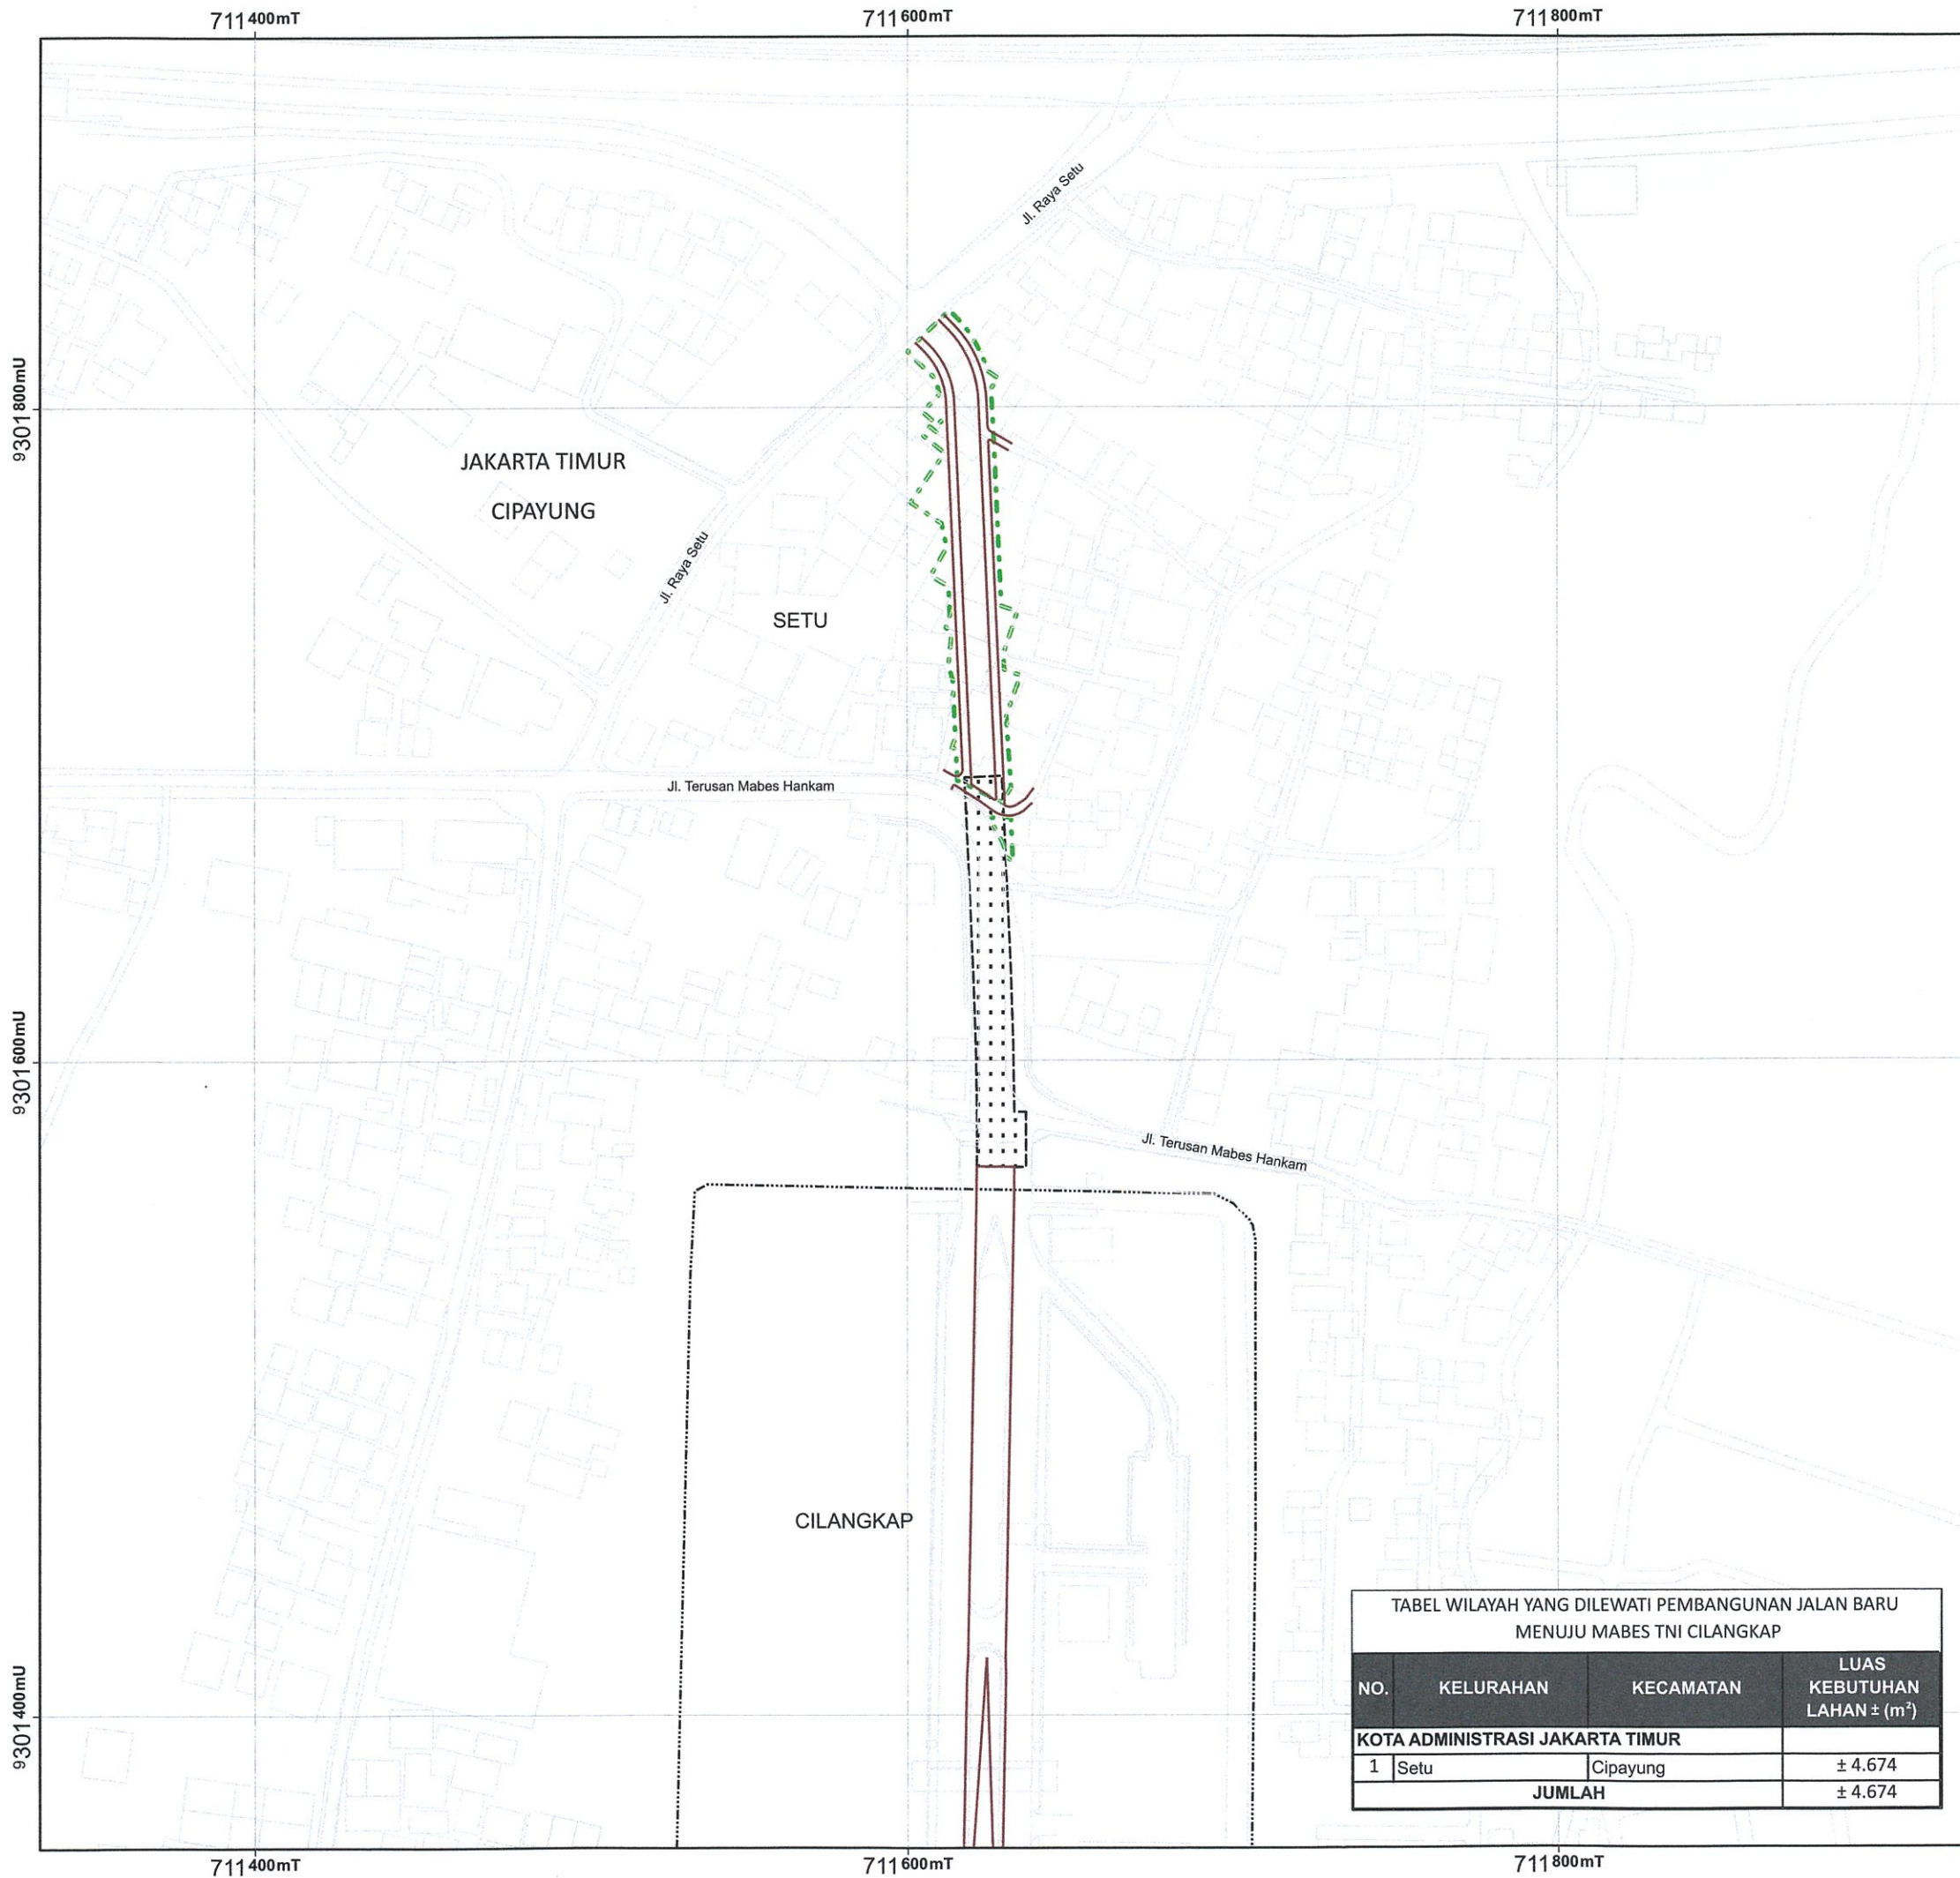 711400mT
711600mT
711800mT
Jl. Raya Setu
9301800mU
JAKARTA TIMUR
CIPAYUNG
Jl. Raya Setu
SETU
Jl. Terusan Mabes Hankam
9301600mU
Jl. Terusan Mabes Hankam
CILANGKAP
TABEL WILAYAH YANG DILEWATI PEMBANGUNAN JALAN BARU
MENUJU MABES TNI CILANGKAP
NO. KELURAHAN KECAMATAN LUAS KEBUTUHAN LAHAN ± (m²)
KOTA ADMINISTRASI JAKARTA TIMUR
1 Setu Cipayung ± 4.674
JUMLAH ± 4.674
9301400mU
711400mT
711600mT
711800mT